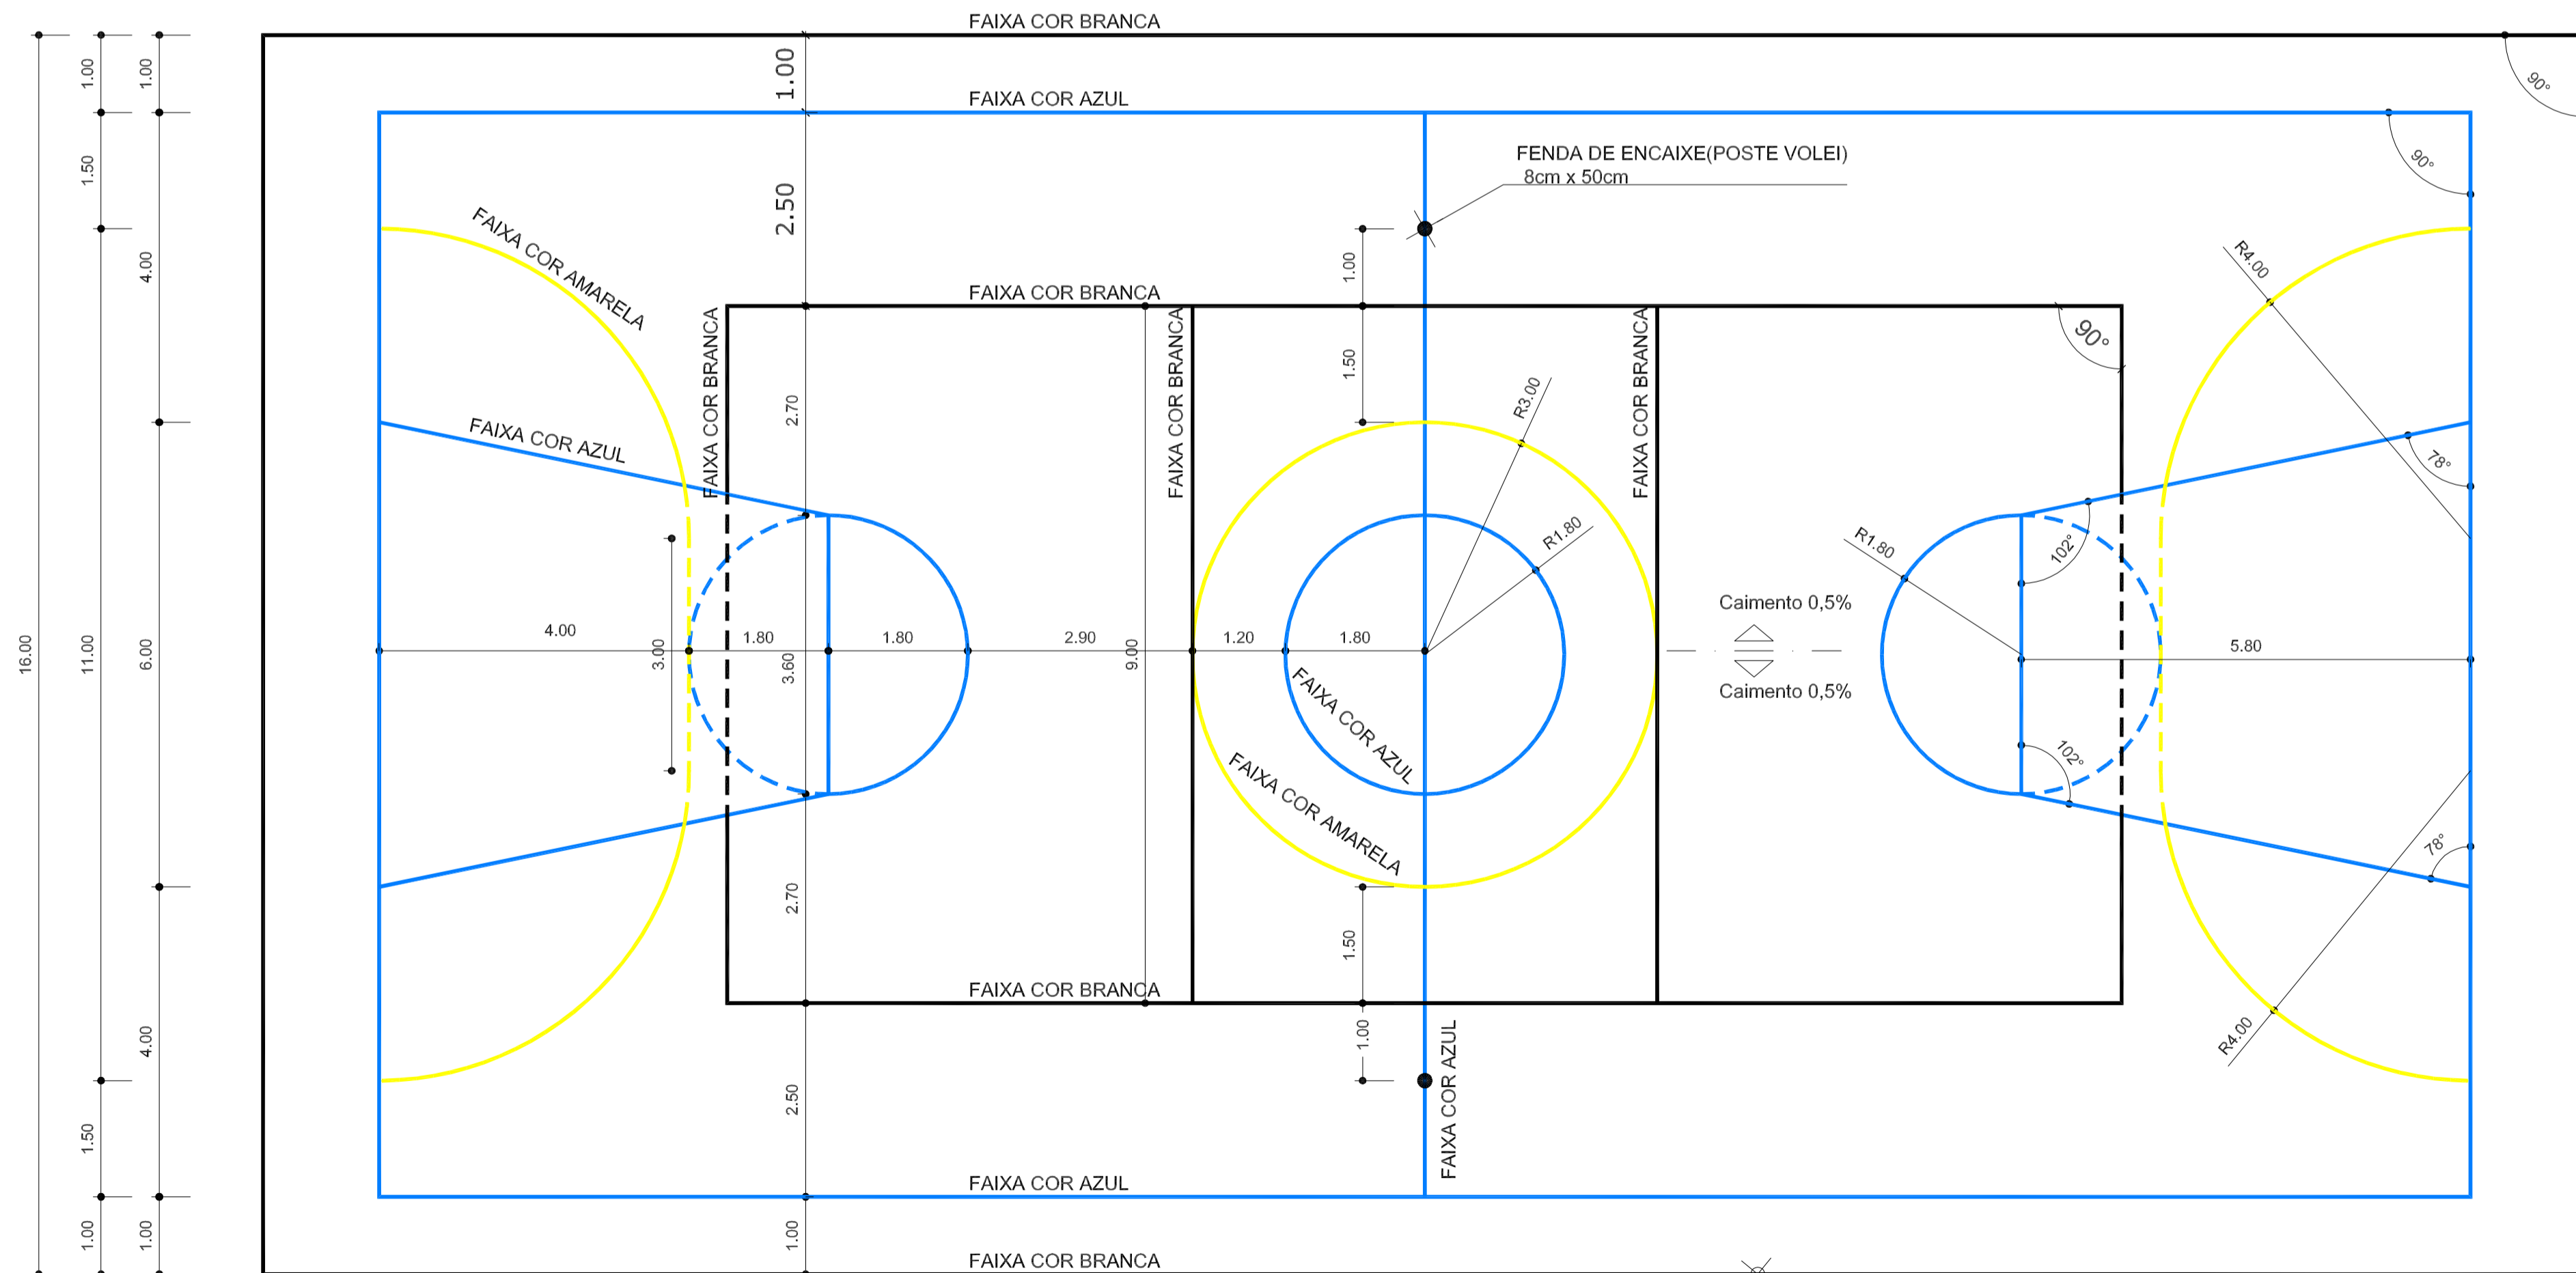 FAIXA COR BRANCA
1.00
1.00
1.00
90°
FAIXA COR AZUL
FENDA DE ENCAIXE(POSTE VOLEI)
8cm x 50cm
90°
1.50
2.50
FAIXA COR AMARELA
4.00
1.00
R4.00
FAIXA COR BRANCA
FAIXA COR BRANCA
FAIXA COR BRANCA
FAIXA COR BRANCA
90°
1.50
2.70
R3.00
FAIXA COR AZUL
78°
R1.80
R1.80
102°
Caimento 0,5%
16.00
11.00
6.00
4.00
3.00
1.80
3.60
1.80
2.90
9.00
1.20
1.80
5.80
Caimento 0,5%
FAIXA COR AZUL
FAIXA COR AMARELA
102°
78°
2.70
1.50
FAIXA COR BRANCA
4.00
1.00
R4.00
FAIXA COR AZUL
2.50
1.50
FAIXA COR AZUL
1.00
1.00
1.00
FAIXA COR BRANCA